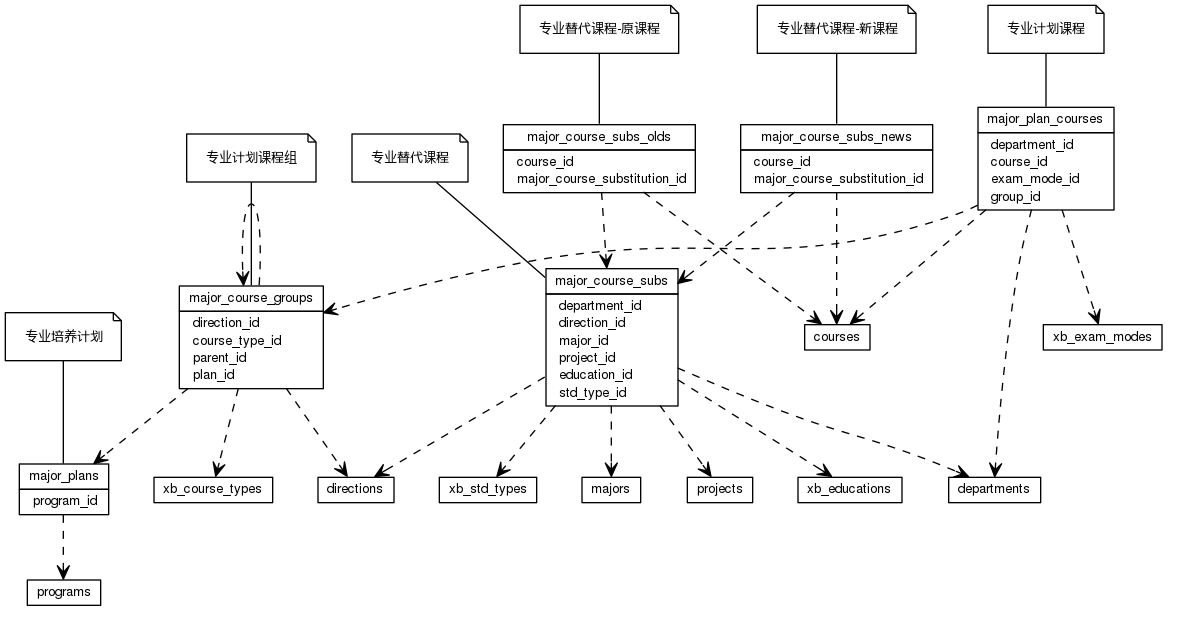 专业替代课程-原课程
专业替代课程-新课程
专业计划课程
major_plan_courses
department_id
course_id
exam_mode_id
group_id
major_course_subs_olds
course_id
major_course_substitution_id
major_course_subs_news
course_id
major_course_substitution_id
专业计划课程组
专业替代课程
major_course_subs
department_id
direction_id
major_id
project_id
education_id
std_type_id
major_course_groups
direction_id
course_type_id
parent_id
plan_id
专业培养计划
courses
xb_exam_modes
major_plans
program_id
xb_course_types
directions
xb_std_types
majors
projects
xb_educations
departments
programs